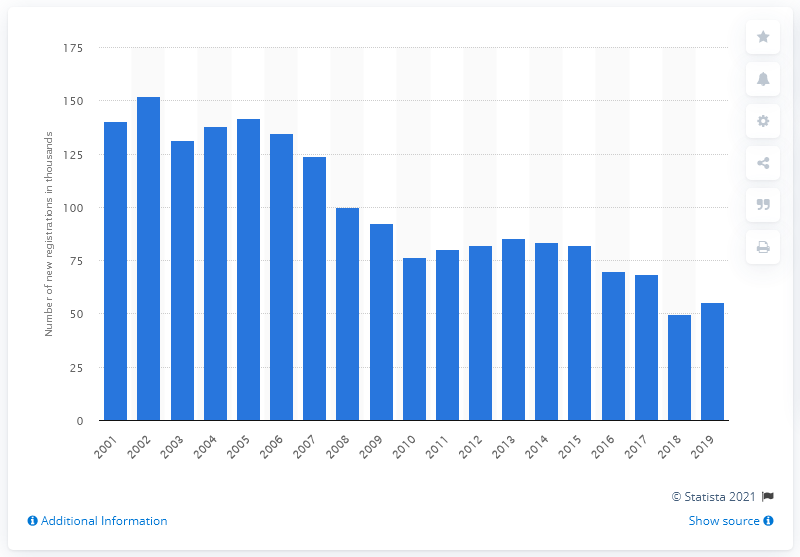 175
150
125
100
75
50
25
0
Number of new registrations in thousands
2001 2002 2003 2004 2005 2006 2007 2008 2009 2010 2011 2012 2013 2014 2015 2016 2017 2018 2019
© Statista 2021
Additional Information
Show source